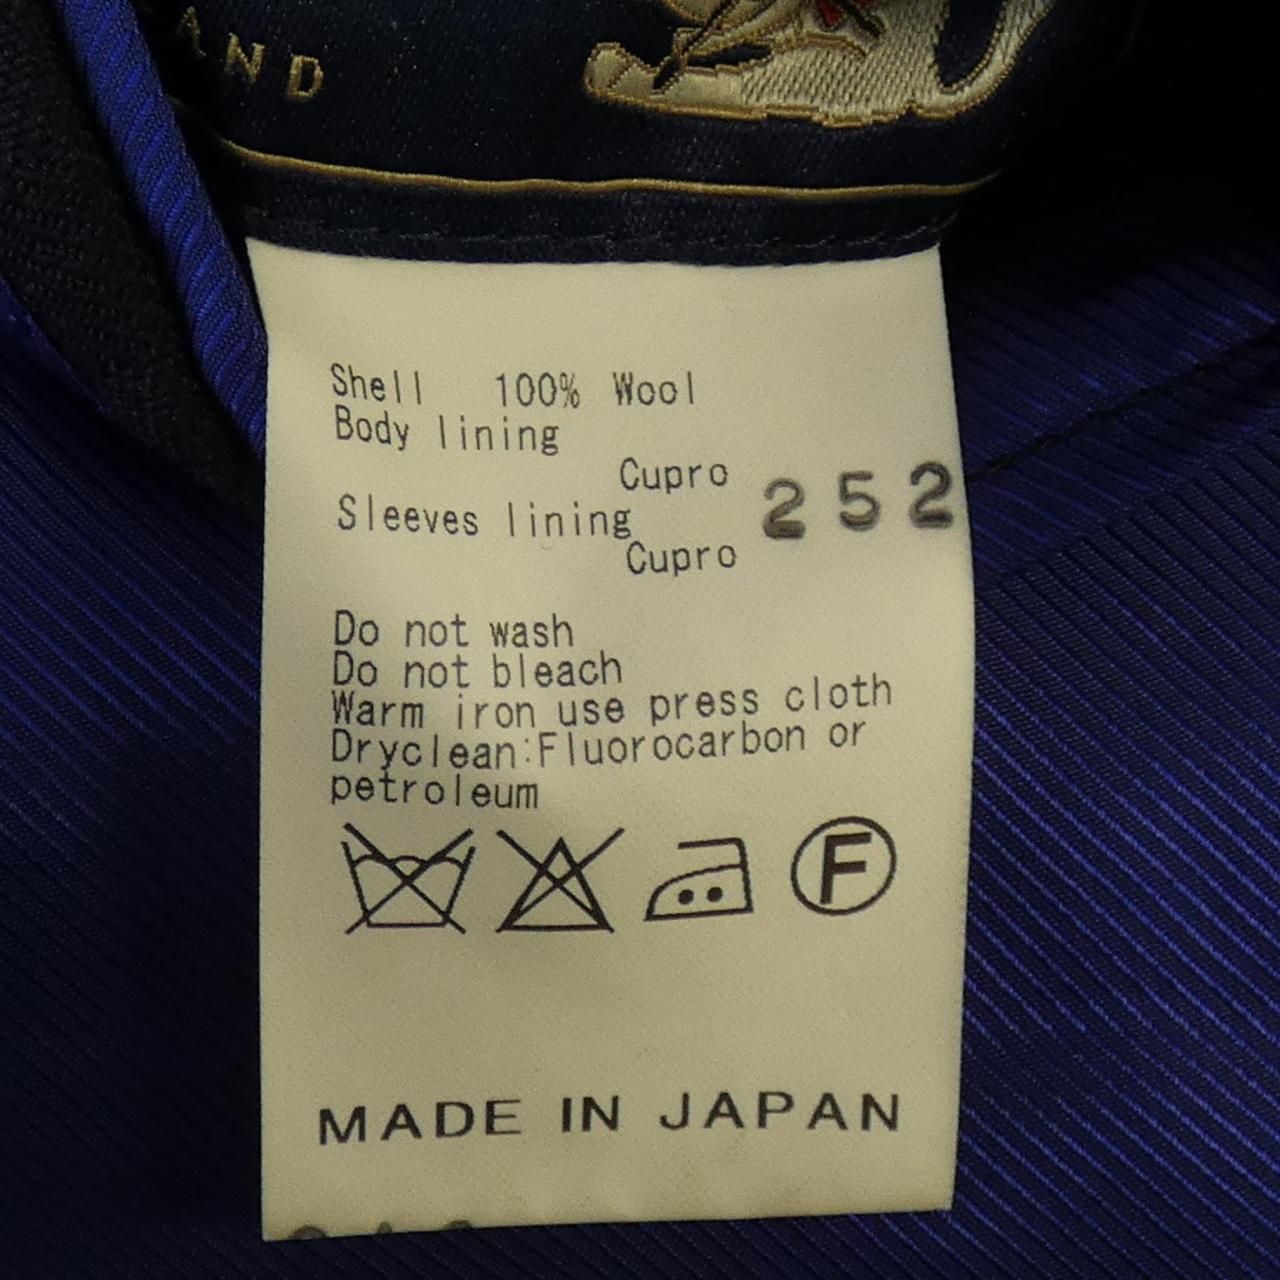 AND
Shell 100% Wool
Body lining
Cupro
Sleeves lining
Cupro
252
Do not wash
Do not bleach
Warm iron use press cloth
Dryclean:Fluorocarbon or
petroleum
F
MADE IN JAPAN